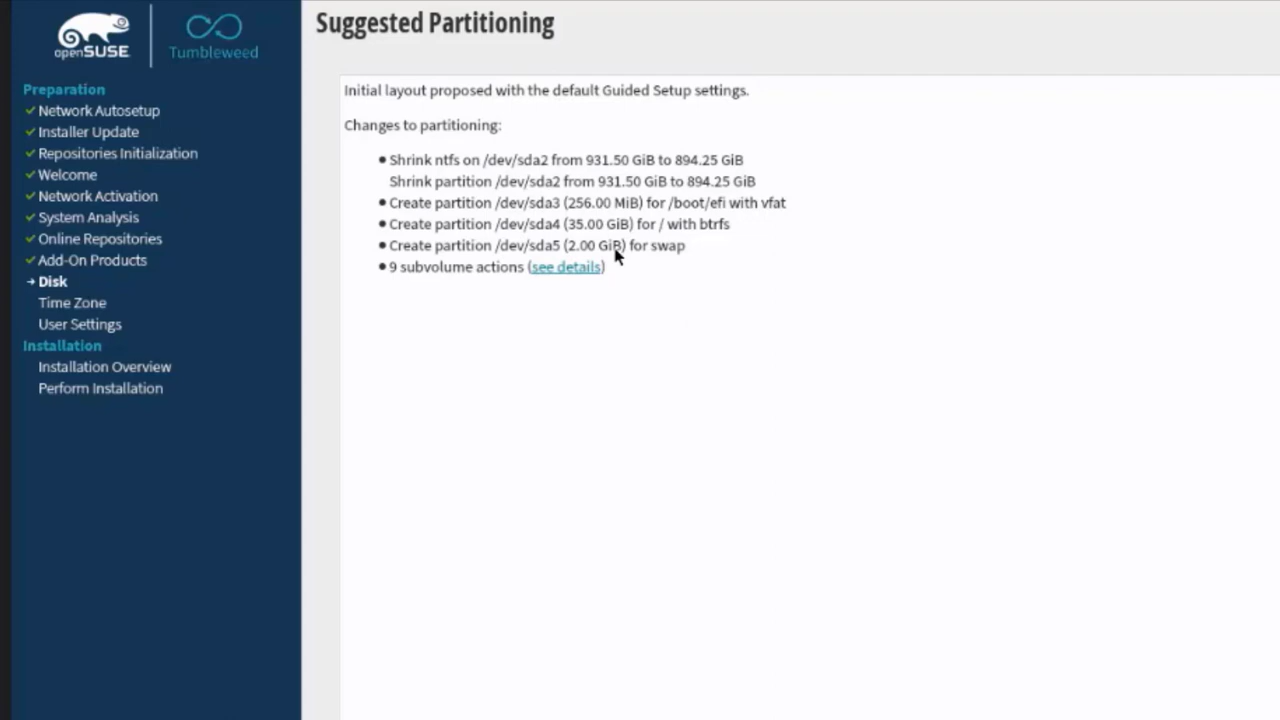 openSUSE
Tumbleweed
Preparation
Network Autosetup
Installer Update
Repositories Initialization
Welcome
Network Activation
System Analysis
Online Repositories
Add-On Products
Disk
Time Zone
User Settings
Installation
Installation Overview
Perform Installation
Suggested Partitioning
Initial layout proposed with the default Guided Setup settings.
Changes to partitioning:
Shrink ntfs on /dev/sda2 from 931.50 GiB to 894.25 GiB
Shrink partition /dev/sda2 from 931.50 GiB to 894.25 GiB
Create partition /dev/sda3 (256.00 MiB) for /boot/efi with vfat
Create partition /dev/sda4 (35.00 GiB) for / with btrfs
Create partition /dev/sda5 (2.00 GiB) for swap
9 subvolume actions (see details)